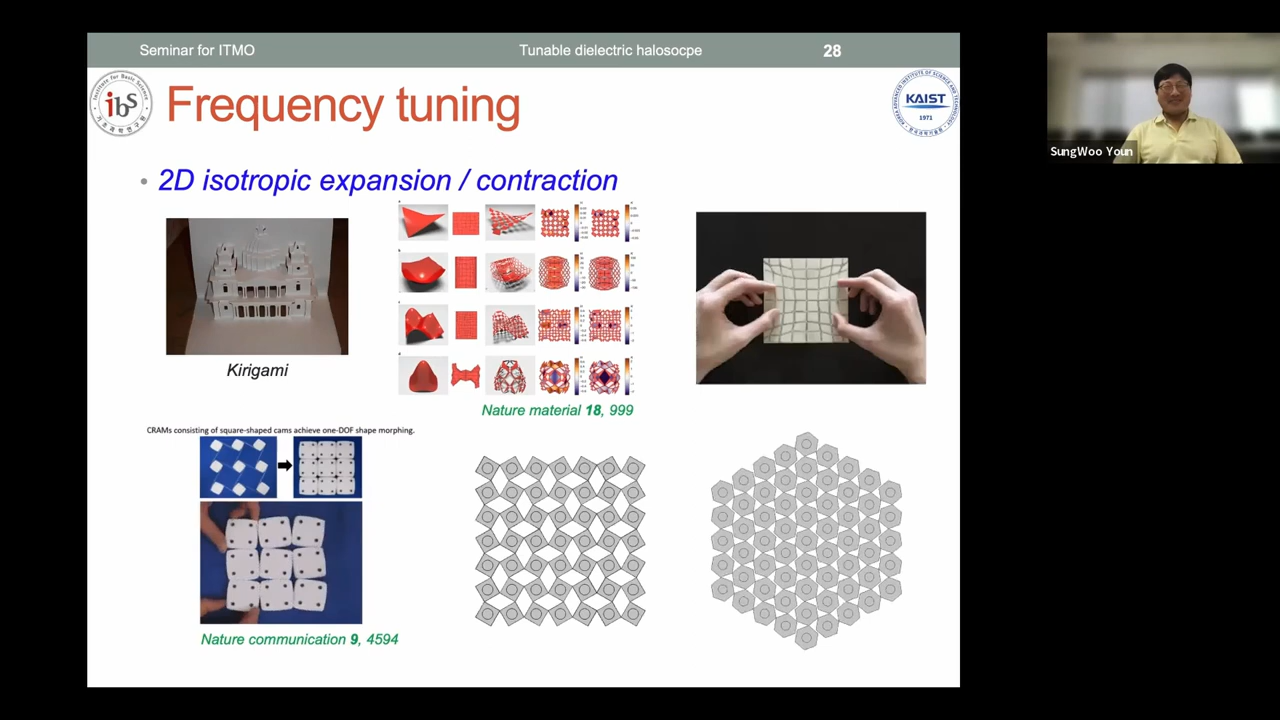 Seminar for ITMO
Tunable dielectric halosocpe
28
ibs
Frequency tuning
KAIST
1971
SungWoo Youn
• 2D isotropic expansion / contraction
Kirigami
Nature material 18, 999
CRAMs consisting of square-shaped cams achieve one-DOF shape morphing.
Nature communication 9, 4594